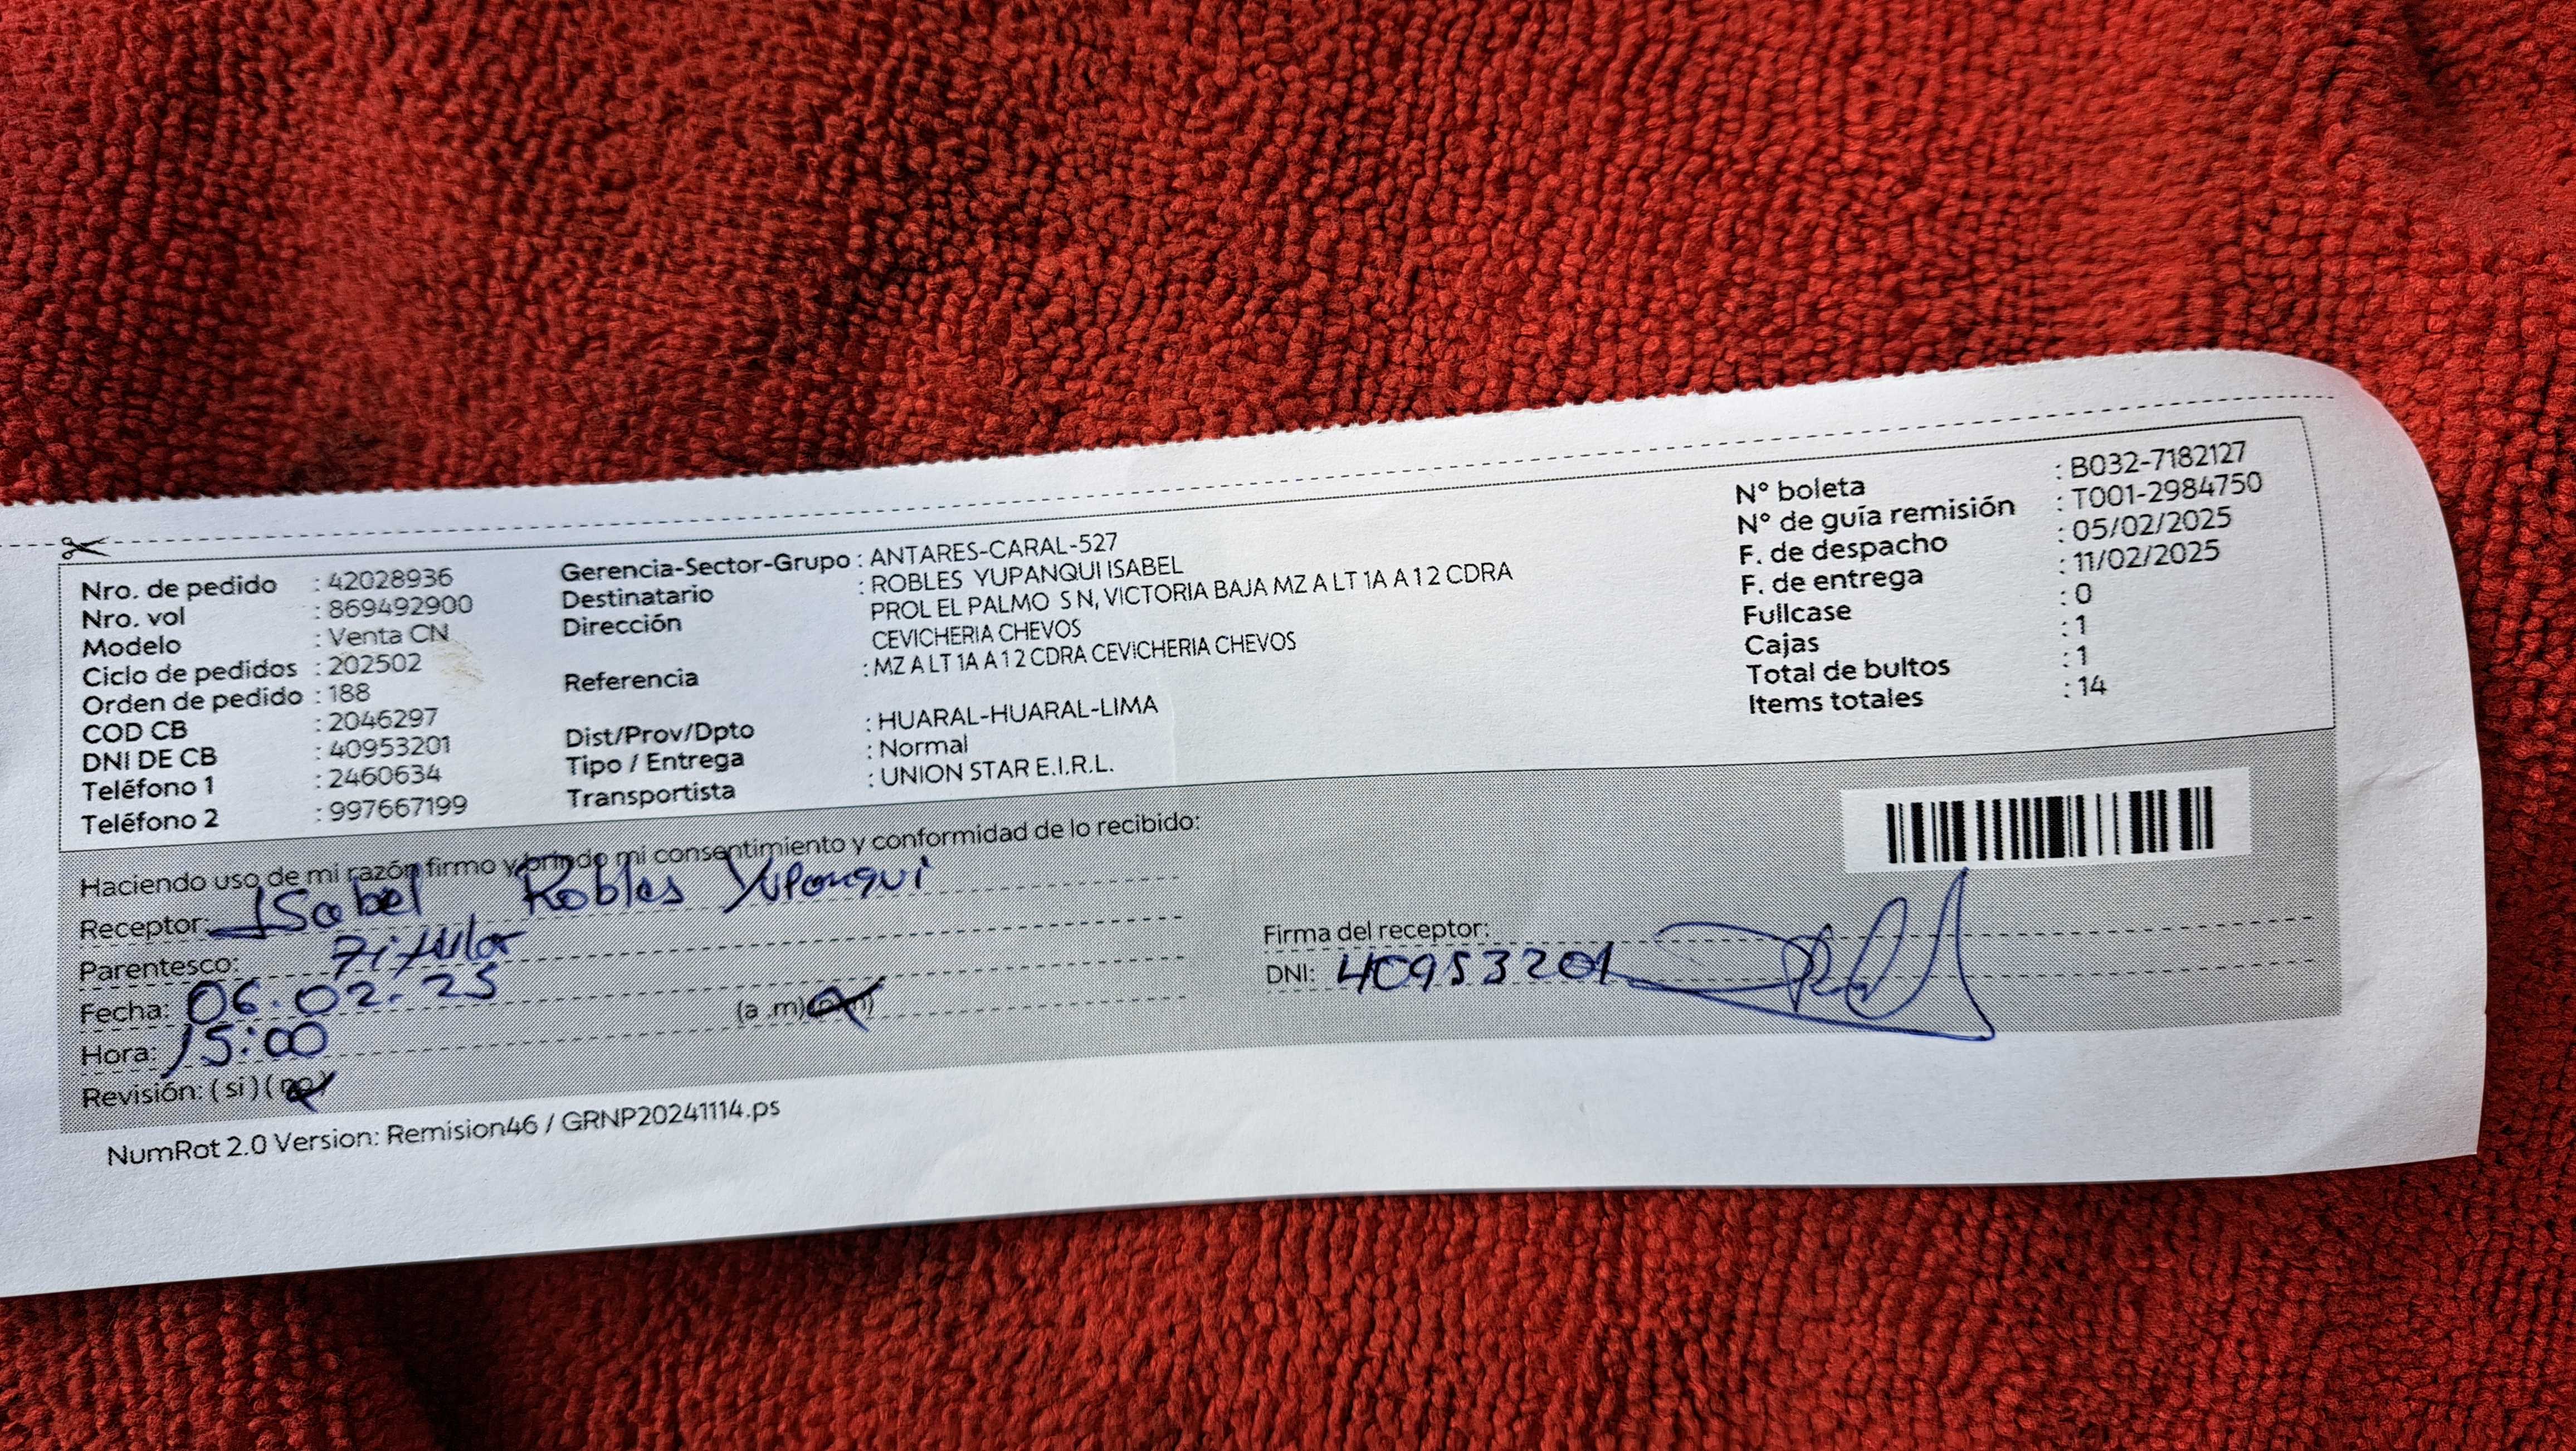 Nro. de pedido : 42028936
Nro. vol : 869492900
Modelo : Venta CN
Ciclo de pedidos : 202502
Orden de pedido : 188
COD CB : 2046297
DNI DE CB : 40953201
Teléfono 1 : 2460634
Teléfono 2 : 997667199
Gerencia-Sector-Grupo : ANTARES-CARAL-527
Destinatario : ROBLES YUPANQUI ISABEL
Dirección PROL EL PALMO S N, VICTORIA BAJA MZ A LT 1A A 1 2 CDRA
CEVICHERIA CHEVOS
Referencia : MZ A LT 1A A 1 2 CDRA CEVICHERIA CHEVOS
Dist/Prov/Dpto : HUARAL-HUARAL-LIMA
Tipo / Entrega : Normal
Transportista : UNION STAR E.I.R.L.
N° boleta : B032-7182127
N° de guía remisión : T001-2984750
F. de despacho : 05/02/2025
F. de entrega : 11/02/2025
Fullcase : 0
Cajas : 1
Total de bultos : 1
Items totales : 14
Haciendo uso de mi razón firmo y brindo mi consentimiento y conformidad de lo recibido:
Receptor: Isabel Robles Yupanqui
Parentesco: Titular
Fecha: 06.02.25
Hora: 15:00 (a .m) (p.m)
Revisión: ( si ) ( no )
Firma del receptor:
DNI: 40953201
NumRot 2.0 Version: Remision46 / GRNP20241114.ps